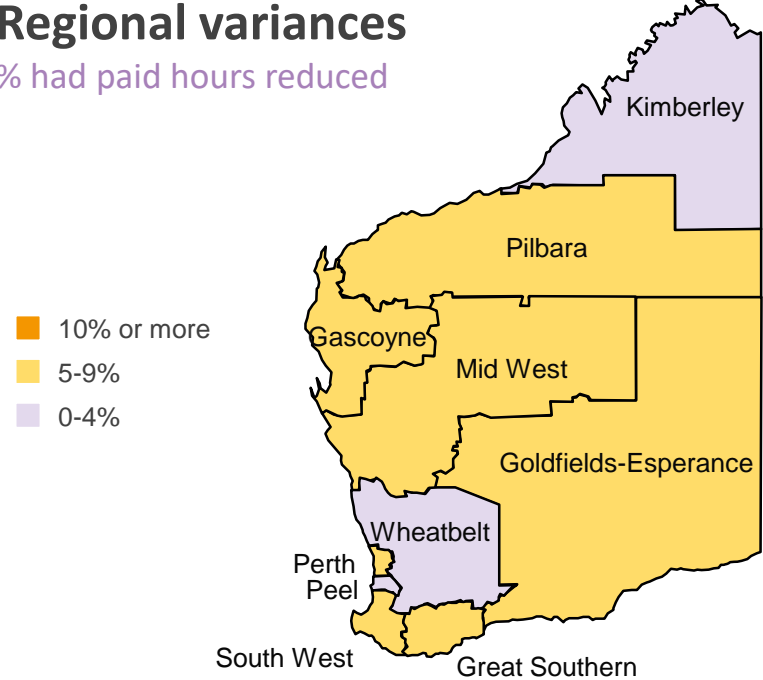 Regional variances
% had paid hours reduced
Kimberley
Pilbara
10% or more
5-9%
0-4%
Gascoyne
Mid West
Goldfields-Esperance
Wheatbelt
Perth
Peel
South West
Great Southern